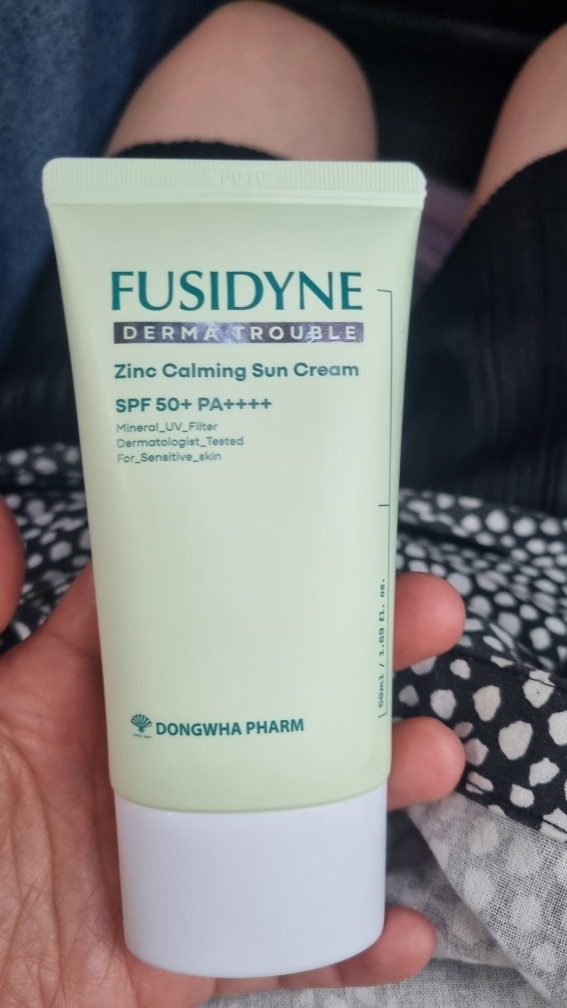 FUSIDYNE
DERMA TROUBLE
Zinc Calming Sun Cream
SPF 50+ PA++++
Mineral_UV_Filter
Dermatologist_Tested
For_Sensitive_skin
50ml / 1.69 fl. oz.
DONGWHA PHARM